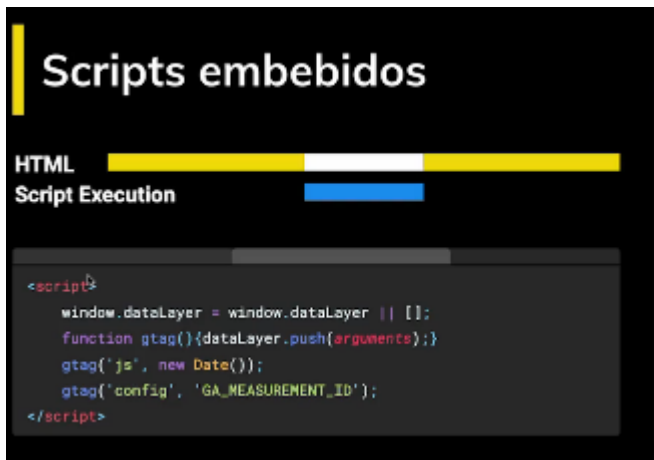 Scripts embebidos
HTML
Script Execution
<script>
window.dataLayer = window.dataLayer || [];
function gtag(){dataLayer.push(arguments);}
gtag('js', new Date());
gtag('config', 'GA_MEASUREMENT_ID');
</script>